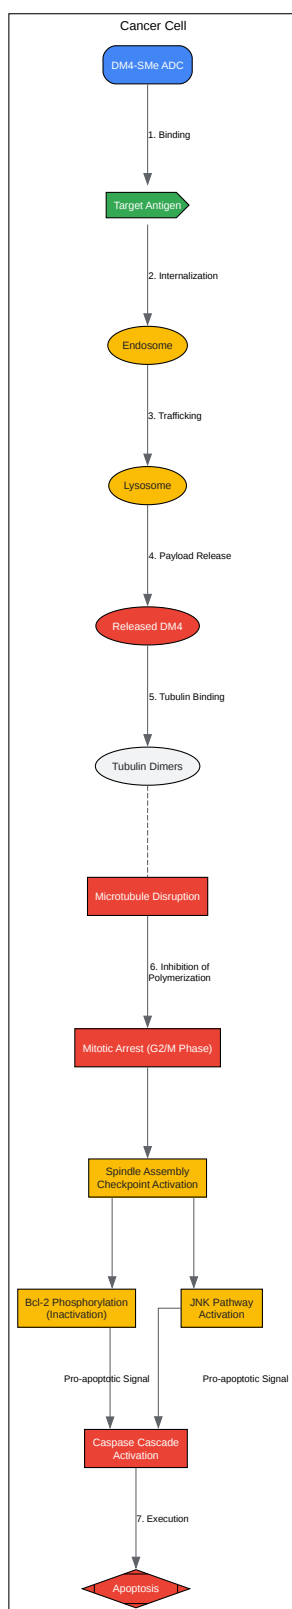 Cancer Cell
DM4-SMe ADC
1. Binding
Target Antigen
2. Internalization
Endosome
3. Trafficking
Lysosome
4. Payload Release
Released DM4
5. Tubulin Binding
Tubulin Dimers
Microtubule Disruption
6. Inhibition of
Polymerization
Mitotic Arrest (G2/M Phase)
Spindle Assembly
Checkpoint Activation
Bcl-2 Phosphorylation
(Inactivation)
JNK Pathway
Activation
Pro-apoptotic Signal
Pro-apoptotic Signal
Caspase Cascade
Activation
7. Execution
Apoptosis